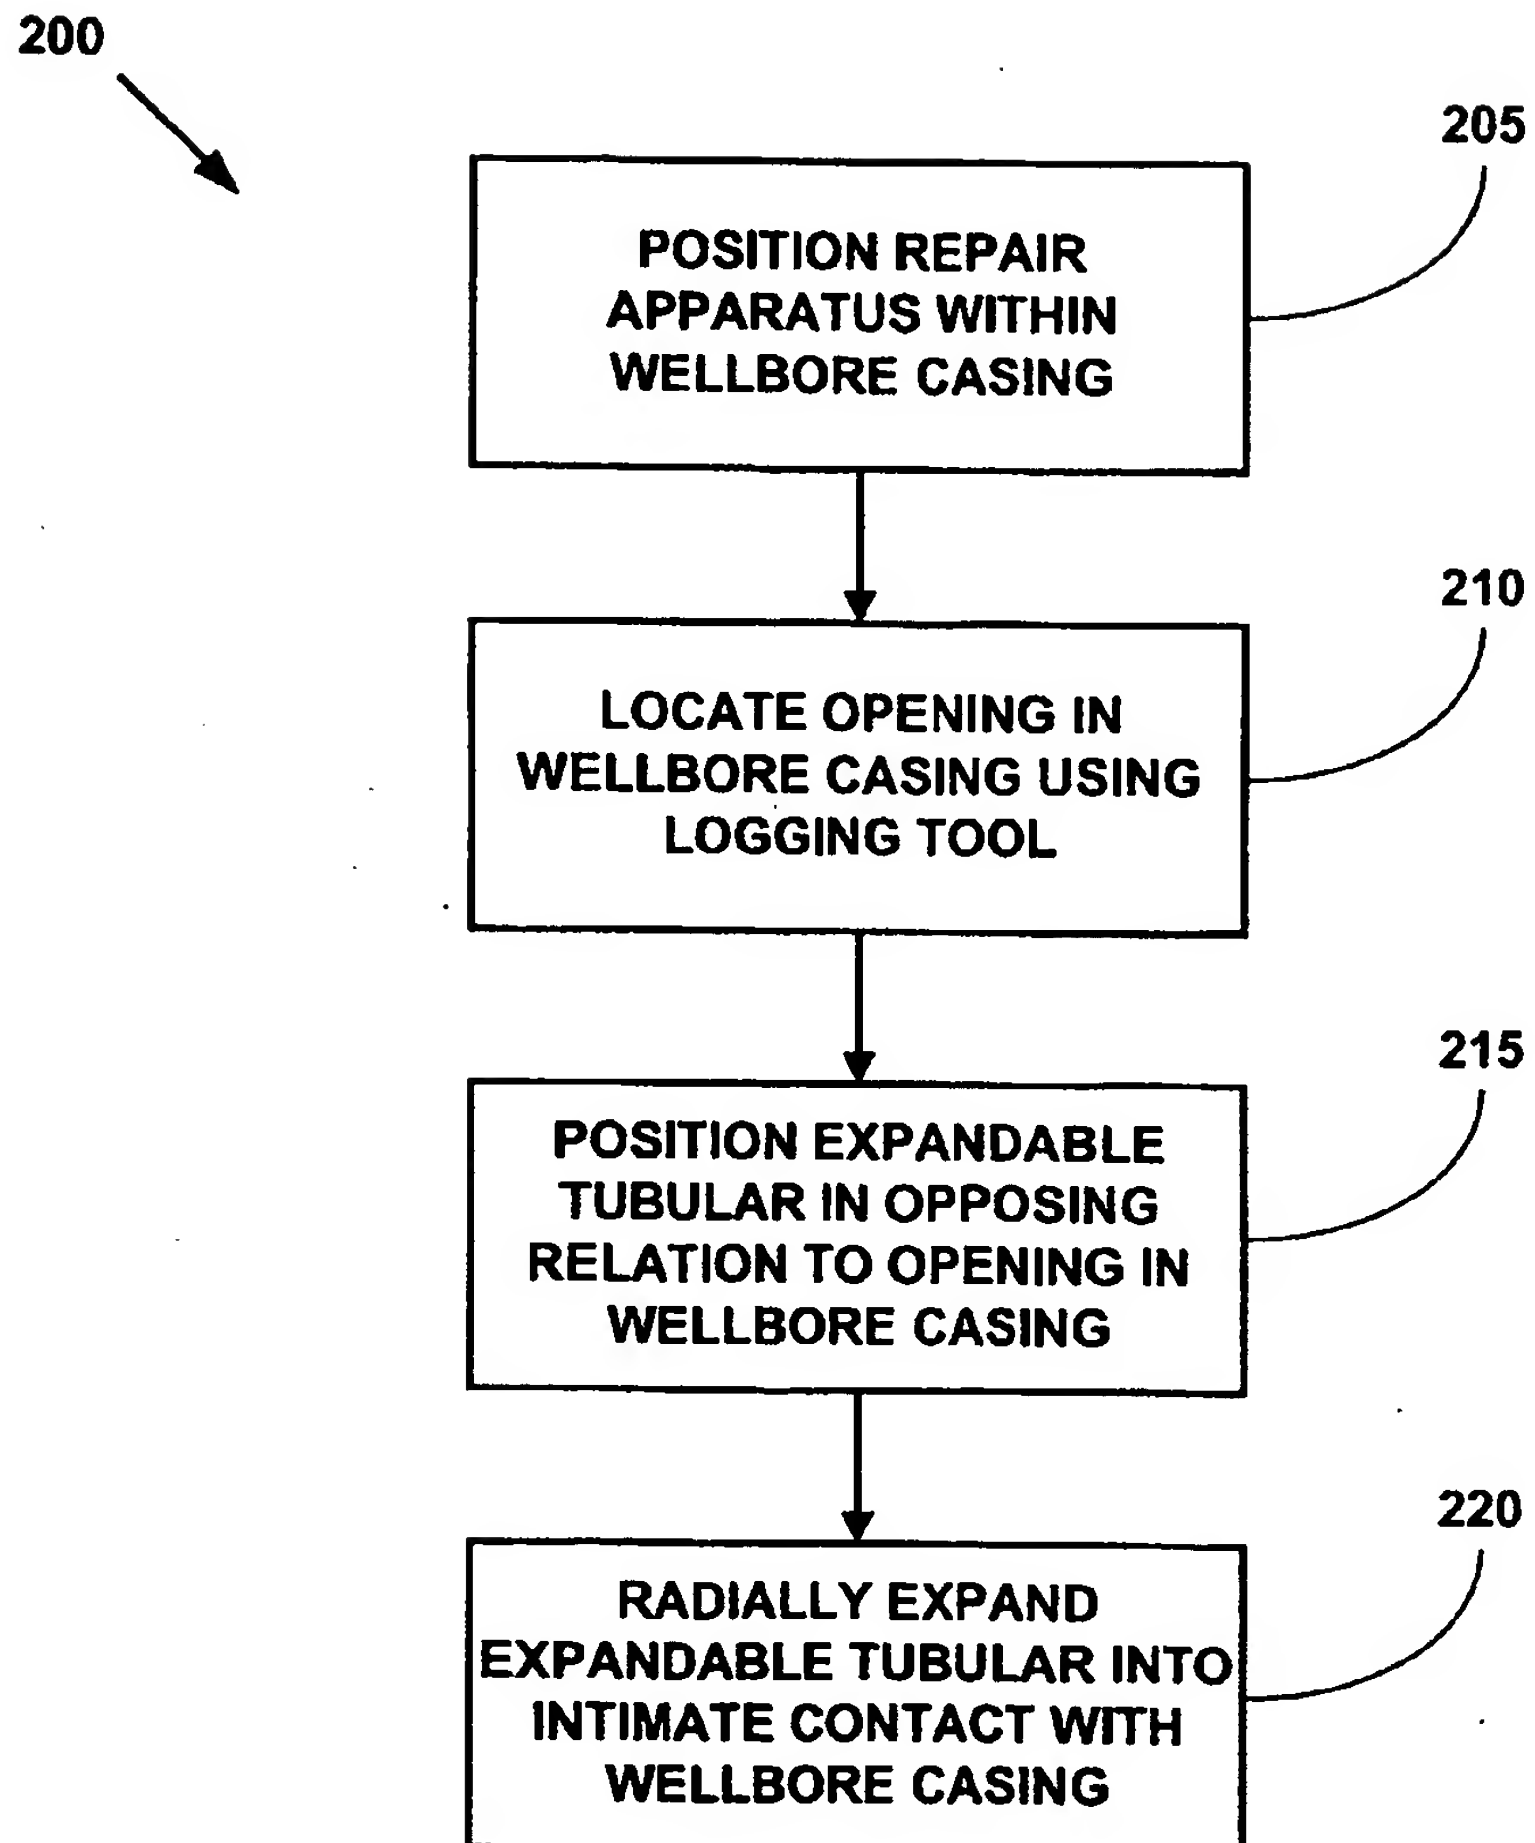 200
205
POSITION REPAIR
APPARATUS WITHIN
WELLBORE CASING
210
LOCATE OPENING IN
WELLBORE CASING USING
LOGGING TOOL
215
POSITION EXPANDABLE
TUBULAR IN OPPOSING
RELATION TO OPENING IN
WELLBORE CASING
220
RADIALLY EXPAND
EXPANDABLE TUBULAR INTO
INTIMATE CONTACT WITH
WELLBORE CASING